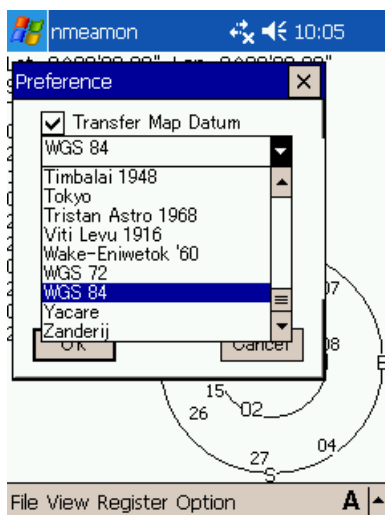 nmeamon 10:05
Preference
Transfer Map Datum
WGS 84
Timbalai 1948
Tokyo
Tristan Astro 1968
Viti Levu 1916
Wake-Eniwetok '60
WGS 72
WGS 84
Yacare
Zanderij
07
08
15
26 02
27 04
S
File View Register Option A